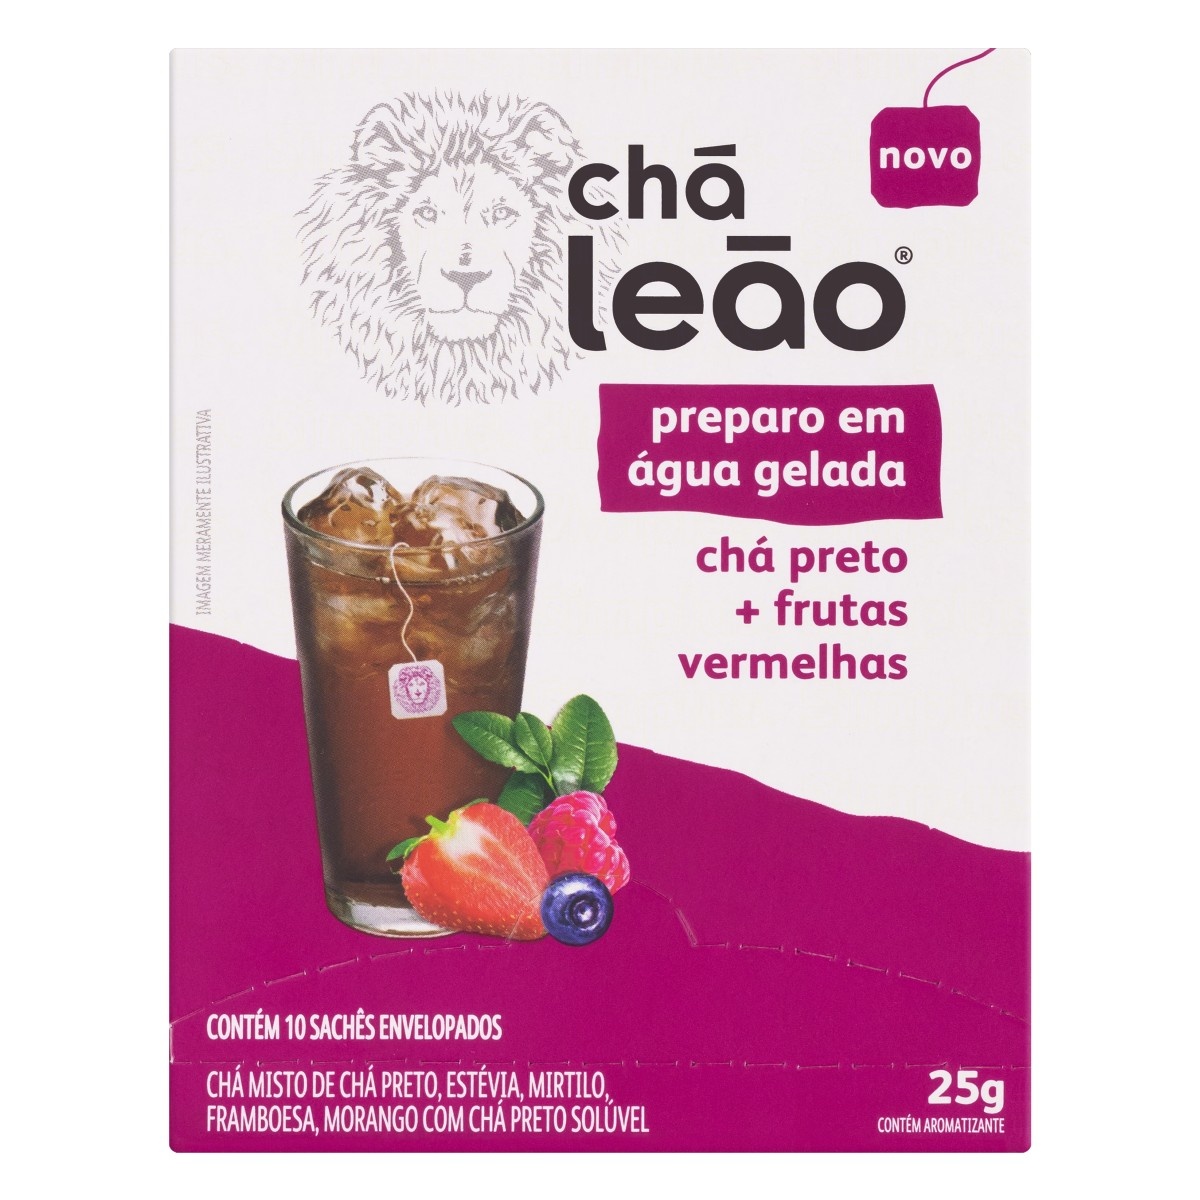 chá
leão®
novo
preparo em
água gelada
chá preto
+ frutas
vermelhas
IMAGEM MERAMENTE ILUSTRATIVA
CONTÉM 10 SACHÊS ENVELOPADOS
CHÁ MISTO DE CHÁ PRETO, ESTÉVIA, MIRTILO,
FRAMBOESA, MORANGO COM CHÁ PRETO SOLÚVEL
25g
CONTÉM AROMATIZANTE